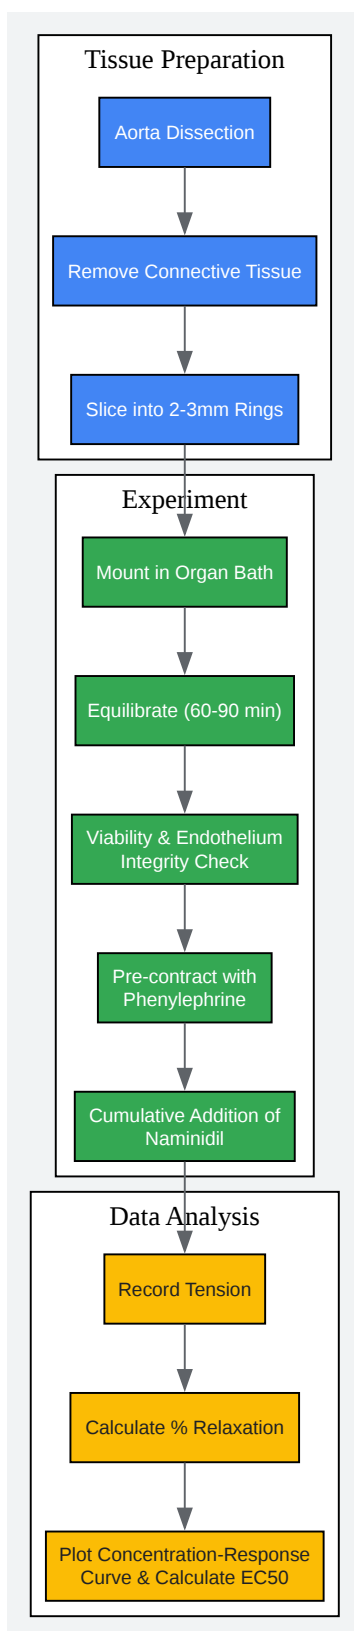 Tissue Preparation
Aorta Dissection
Remove Connective Tissue
Slice into 2-3mm Rings
Experiment
Mount in Organ Bath
Equilibrate (60-90 min)
Viability & Endothelium
Integrity Check
Pre-contract with
Phenylephrine
Cumulative Addition of
Naminidil
Data Analysis
Record Tension
Calculate % Relaxation
Plot Concentration-Response
Curve & Calculate EC50